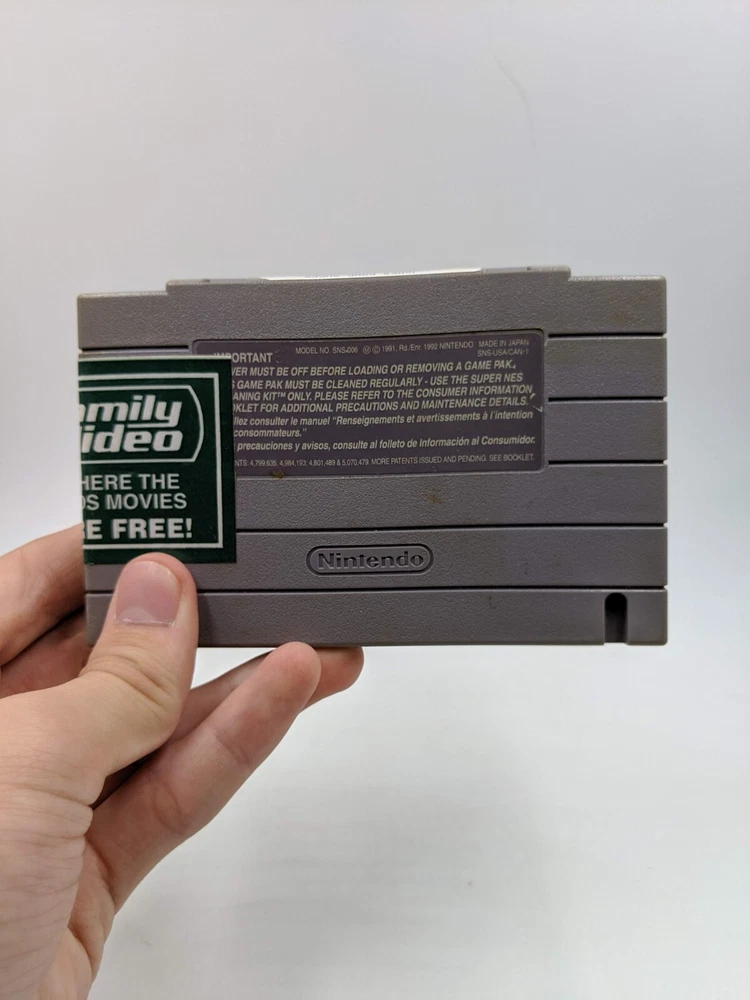 IMPORTANT
MODEL NO. SNS-006 Ⓜ © 1991, Rd./Enr. 1992 NINTENDO
MADE IN JAPAN
SNS-USA/CAN-1
VER MUST BE OFF BEFORE LOADING OR REMOVING A GAME PAK.
S GAME PAK MUST BE CLEANED REGULARLY - USE THE SUPER NES
ANING KIT™ ONLY. PLEASE REFER TO THE CONSUMER INFORMATION
KLET FOR ADDITIONAL PRECAUTIONS AND MAINTENANCE DETAILS.
llez consulter le manuel "Renseignements et avertissements à l'intention
consommateurs."
precauciones y avisos, consulte al folleto de Información al Consumidor.
NTS: 4,799,635; 4,984,193; 4,801,489 & 5,070,479. MORE PATENTS ISSUED AND PENDING. SEE BOOKLET.
amily
ideo
HERE THE
DS MOVIES
E FREE!
Nintendo